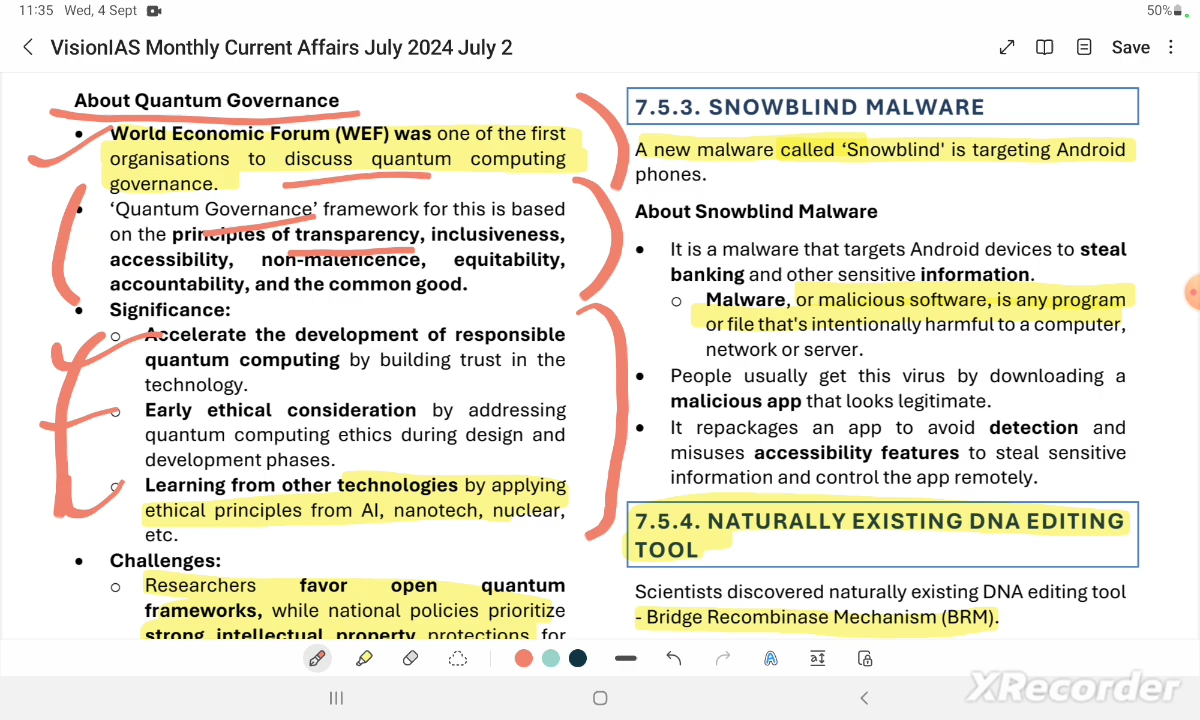 11:35 Wed, 4 Sept
50%
VisionIAS Monthly Current Affairs July 2024 July 2
Save
About Quantum Governance
• World Economic Forum (WEF) was one of the first
organisations to discuss quantum computing
governance.
• ‘Quantum Governance’ framework for this is based
on the principles of transparency, inclusiveness,
accessibility, non-maleficence, equitability,
accountability, and the common good.
• Significance:
o Accelerate the development of responsible
quantum computing by building trust in the
technology.
o Early ethical consideration by addressing
quantum computing ethics during design and
development phases.
o Learning from other technologies by applying
ethical principles from AI, nanotech, nuclear,
etc.
• Challenges:
o Researchers favor open quantum
frameworks, while national policies prioritize
strong intellectual property protections for
7.5.3. SNOWBLIND MALWARE
A new malware called ‘Snowblind' is targeting Android
phones.
About Snowblind Malware
• It is a malware that targets Android devices to steal
banking and other sensitive information.
o Malware, or malicious software, is any program
or file that's intentionally harmful to a computer,
network or server.
• People usually get this virus by downloading a
malicious app that looks legitimate.
• It repackages an app to avoid detection and
misuses accessibility features to steal sensitive
information and control the app remotely.
7.5.4. NATURALLY EXISTING DNA EDITING
TOOL
Scientists discovered naturally existing DNA editing tool
- Bridge Recombinase Mechanism (BRM).
XRecorder